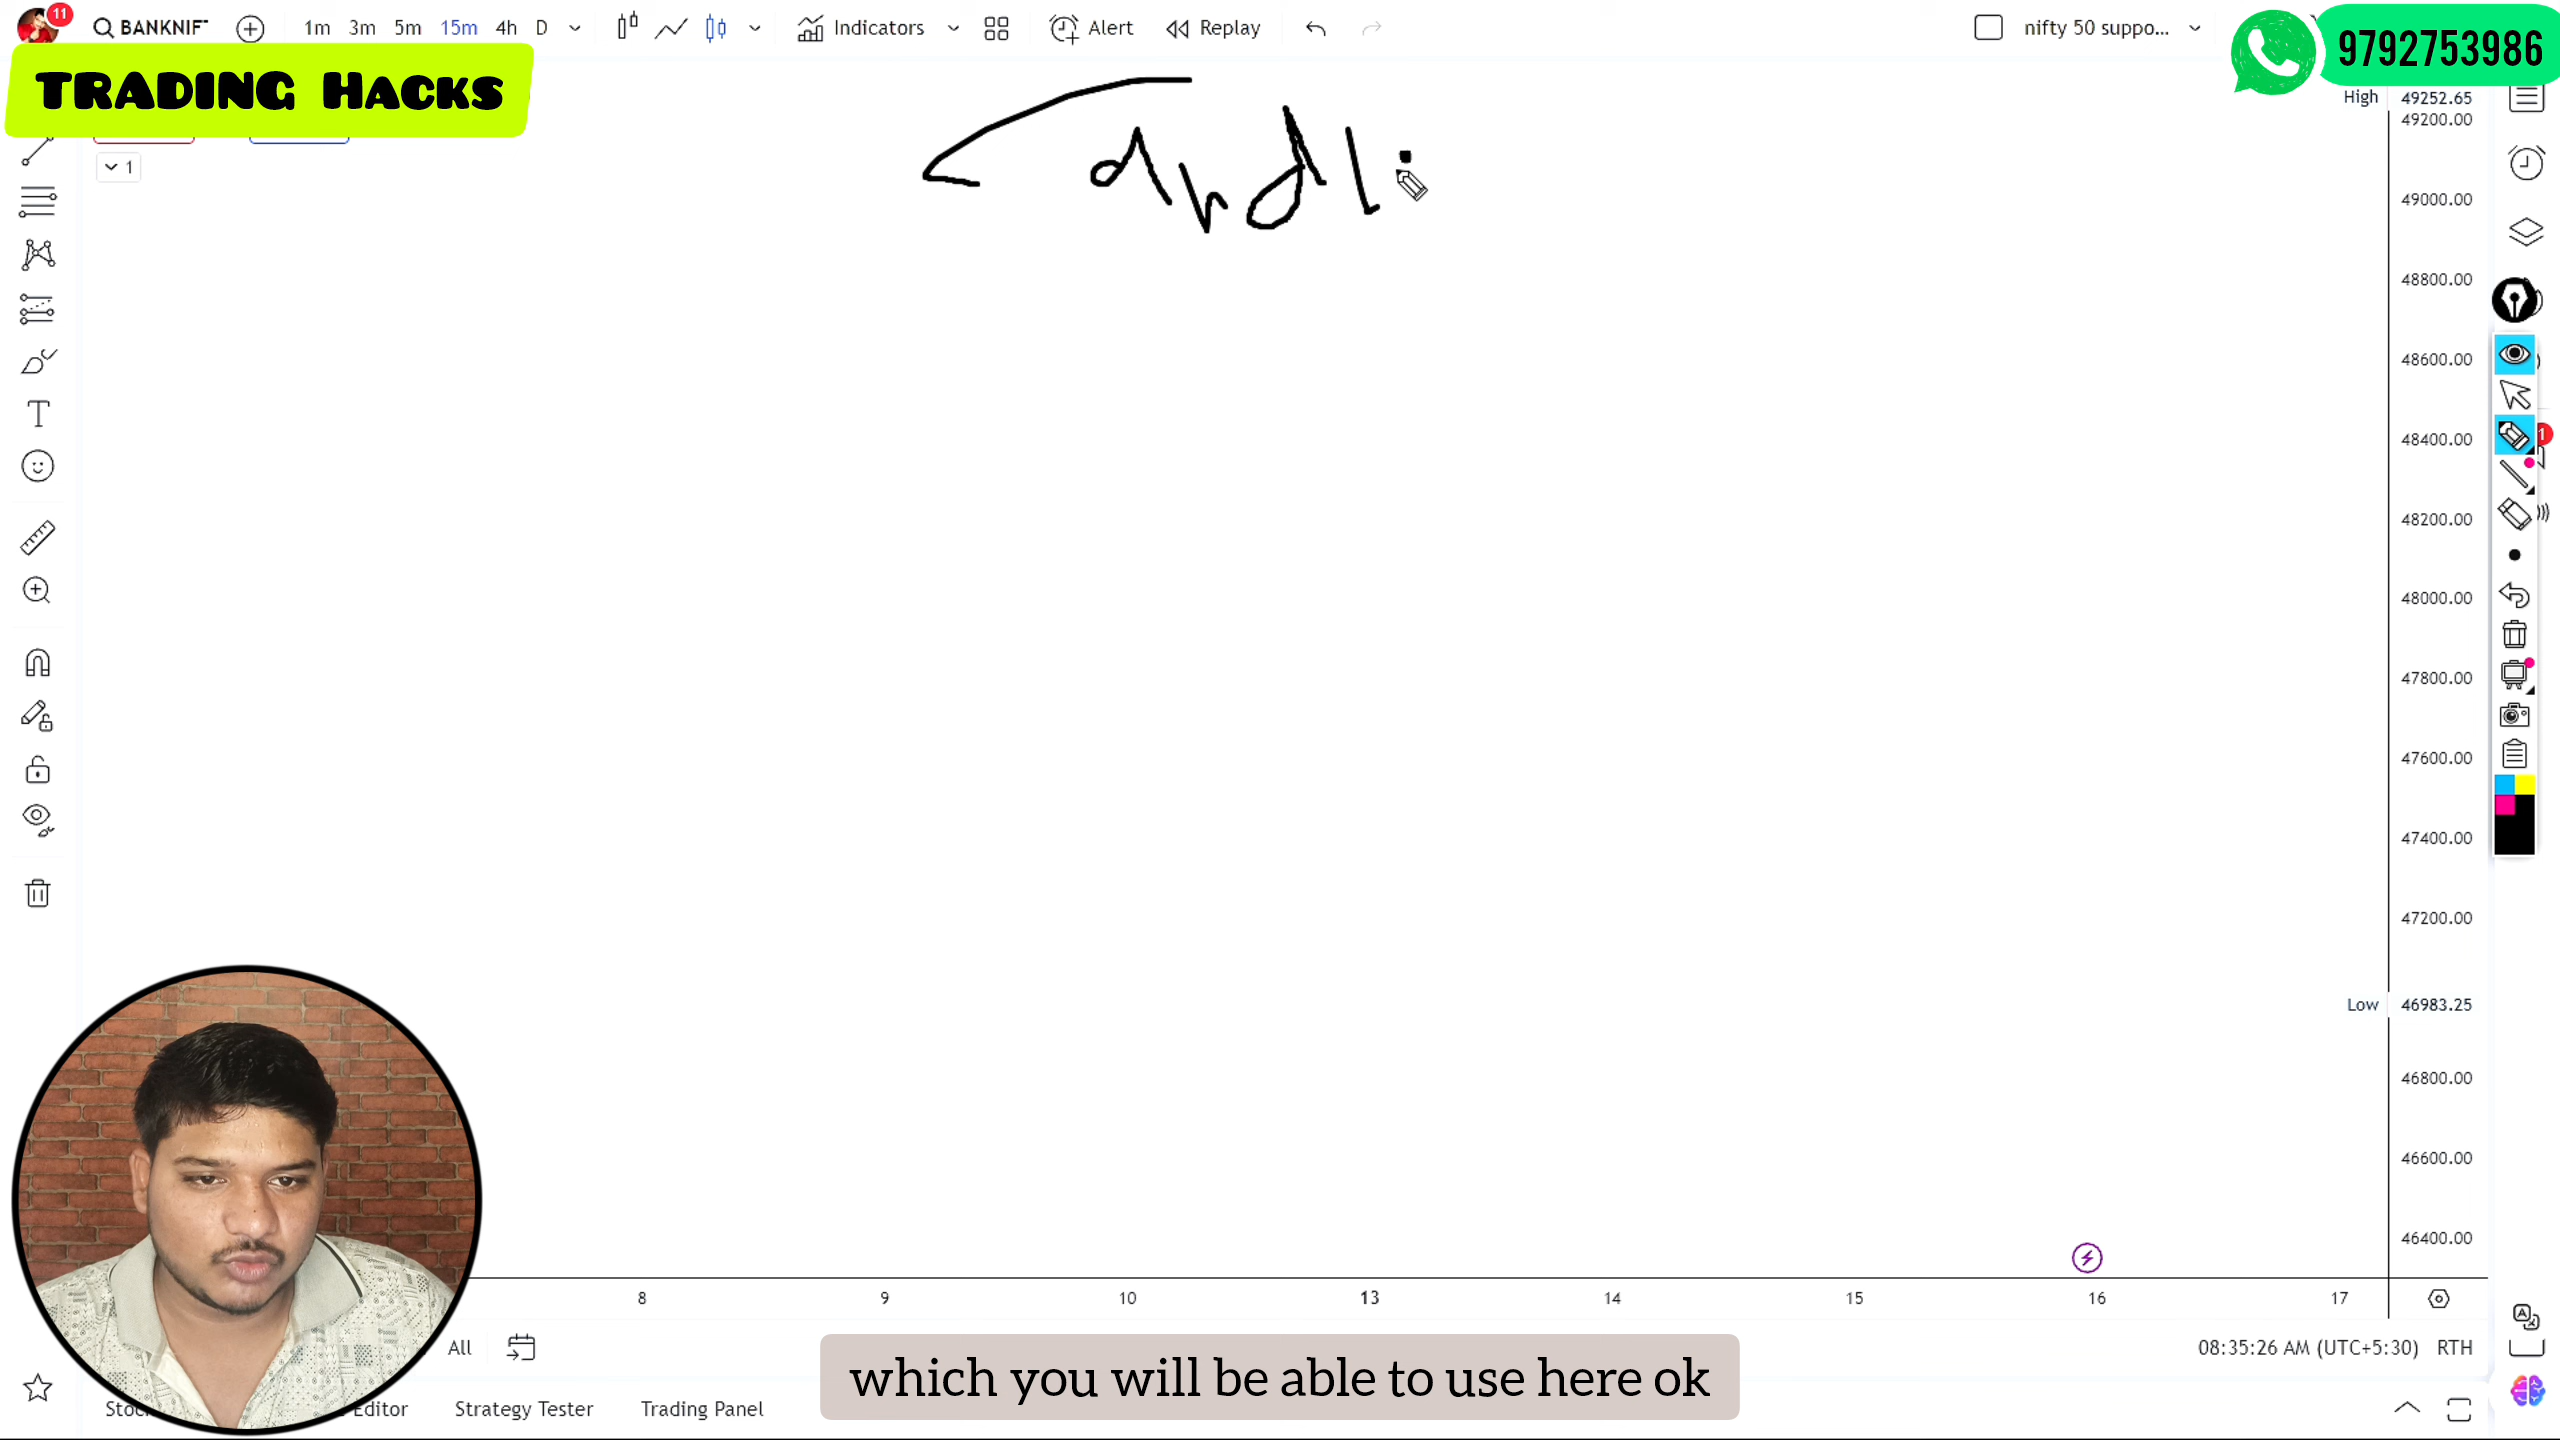 11
BANKNIF
1m 3m 5m 15m 4h D
Indicators
Alert
Replay
nifty 50 suppo...
9792753986
TRADING HACKS
1
High 49252.65
49200.00
49000.00
48800.00
48600.00
48400.00
1
48200.00
48000.00
47800.00
47600.00
47400.00
47200.00
Low 46983.25
46800.00
46600.00
46400.00
8 9 10 13 14 15 16 17
All
08:35:26 AM (UTC+5:30) RTH
which you will be able to use here ok
Editor Strategy Tester Trading Panel